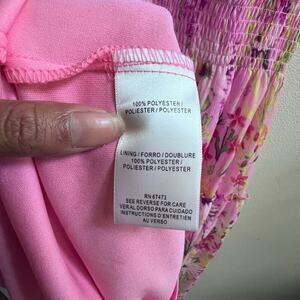 100% POLYESTER /
POLIESTER / POLYESTER
LINING / FORRO / DOUBLURE
100% POLYESTER /
POLIESTER / POLYESTER
RN 67473
SEE REVERSE FOR CARE
VER AL DORSO PARA CUIDADO
INSTRUCTIONS D'ENTRETIEN
AU VERSO